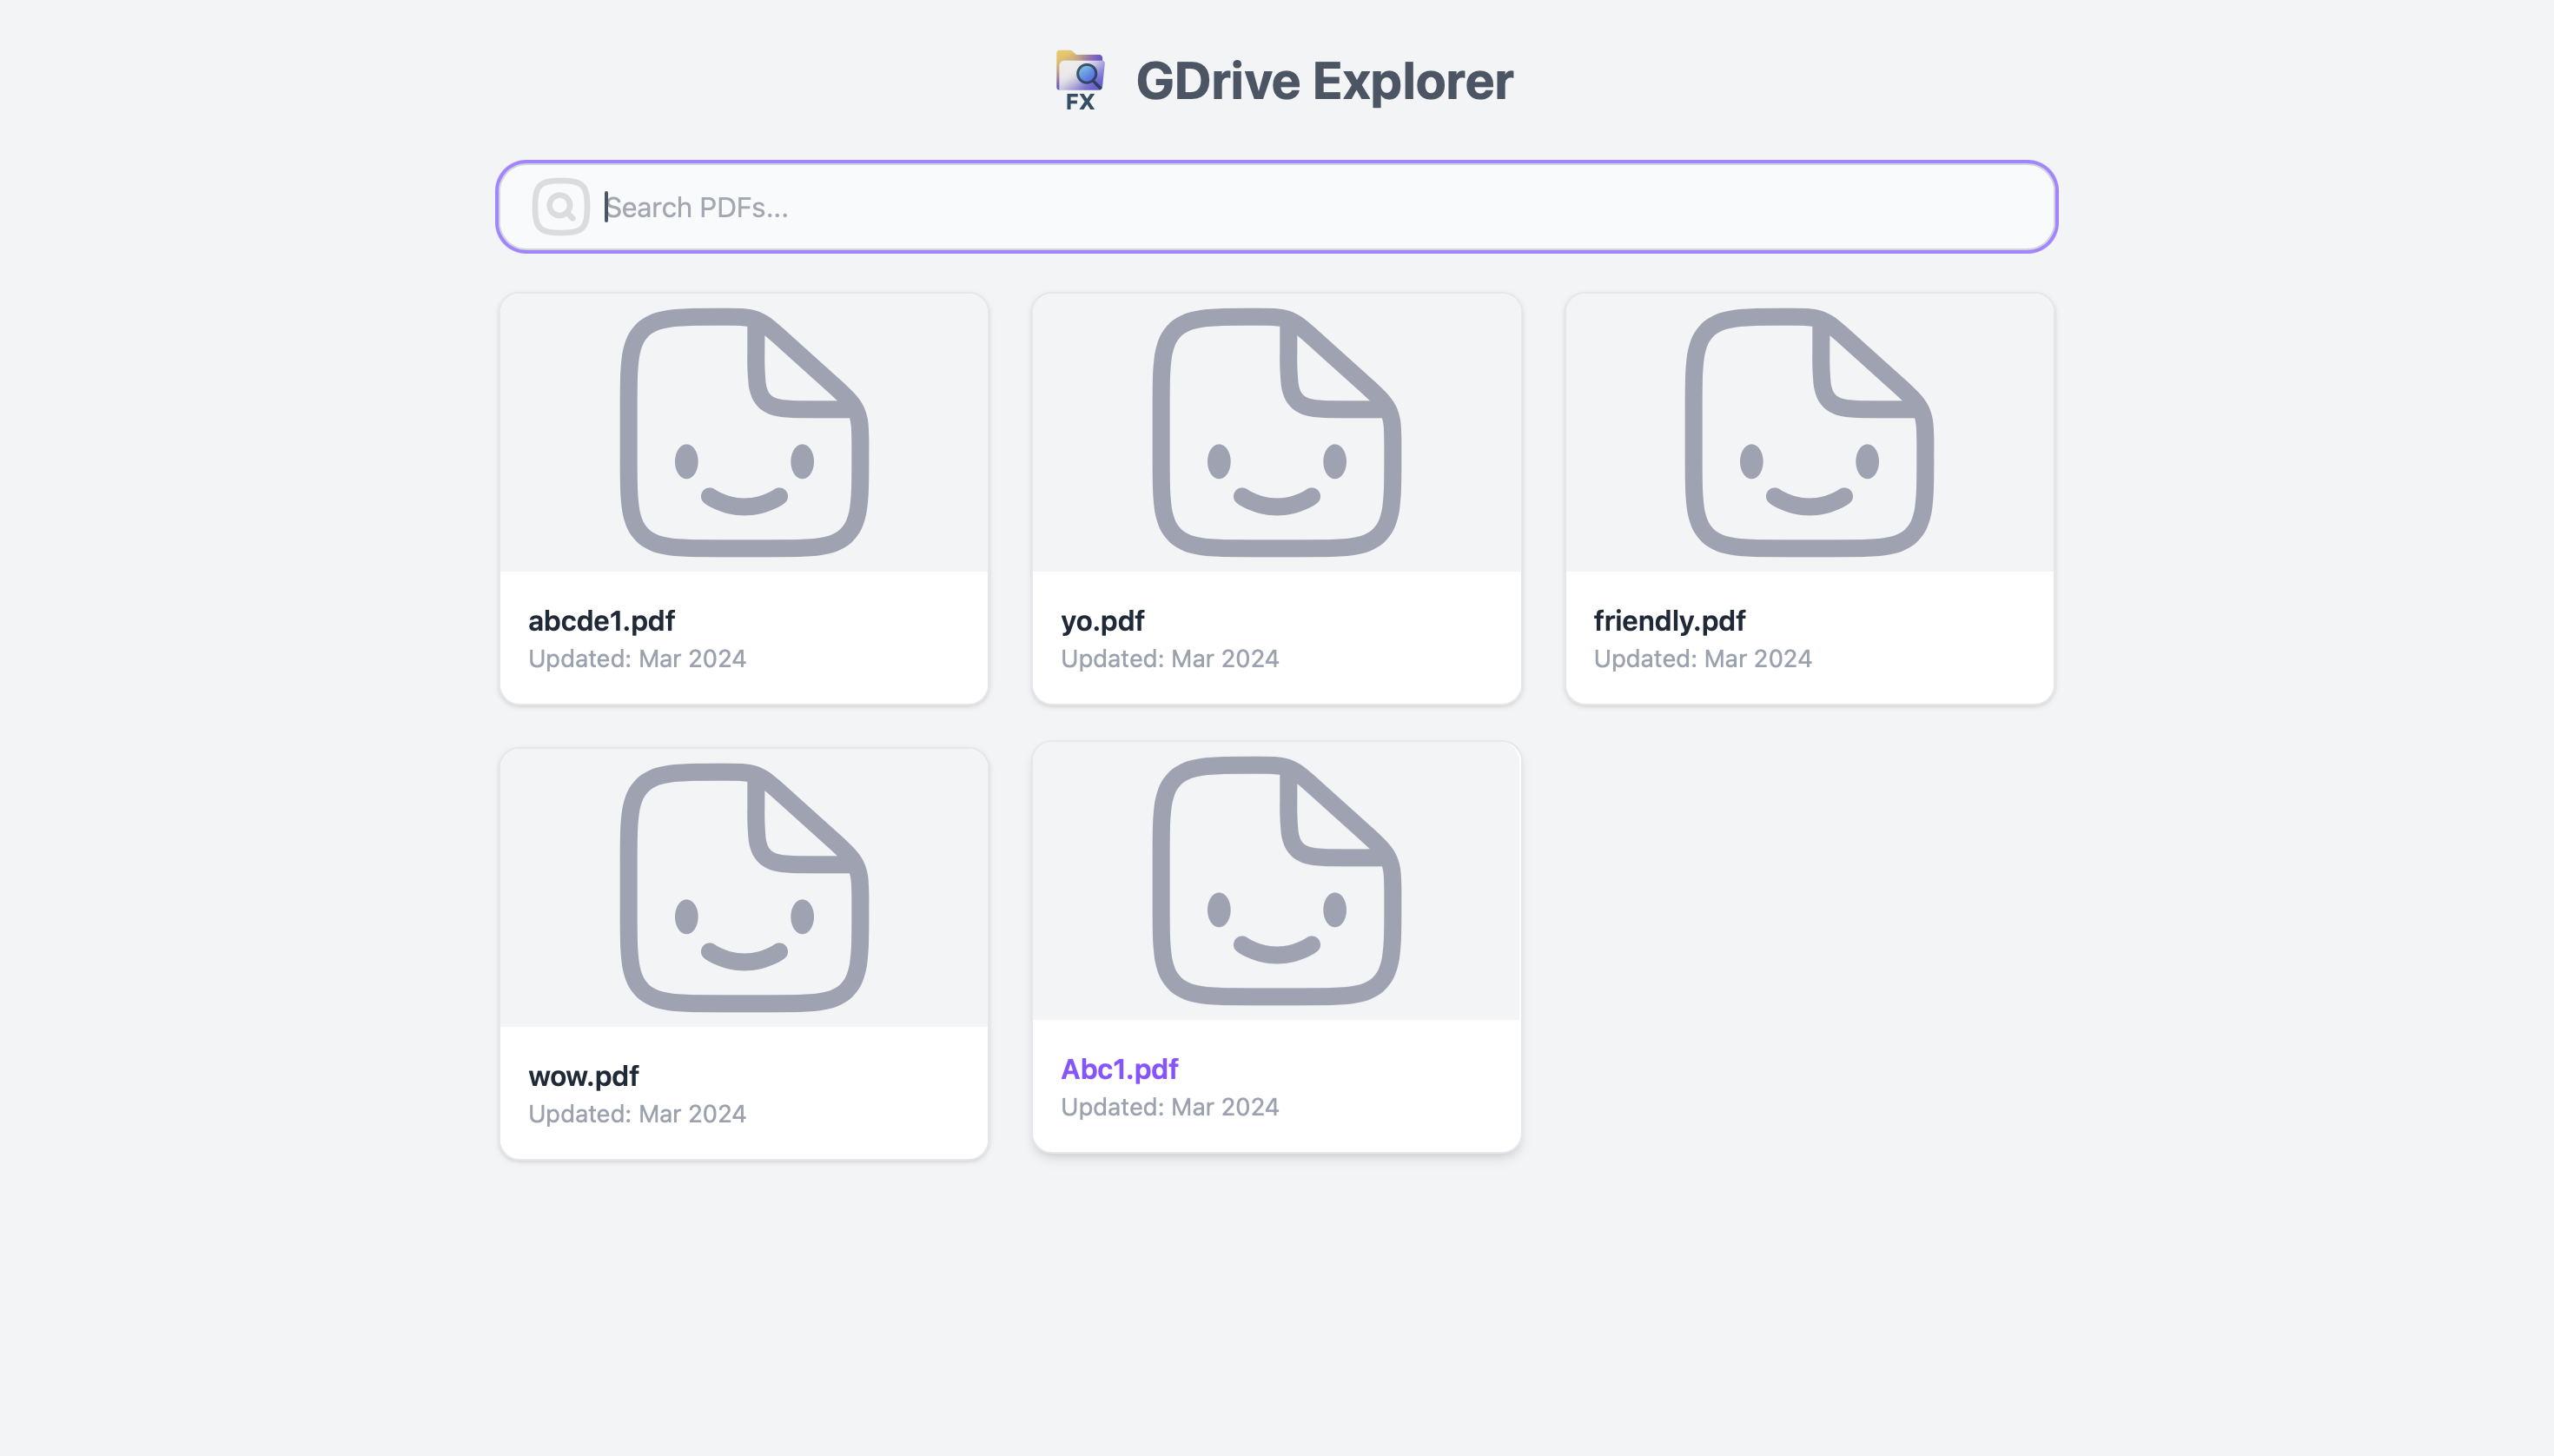 FX
GDrive Explorer
Search PDFs...
abcde1.pdf
Updated: Mar 2024
yo.pdf
Updated: Mar 2024
friendly.pdf
Updated: Mar 2024
wow.pdf
Updated: Mar 2024
Abc1.pdf
Updated: Mar 2024